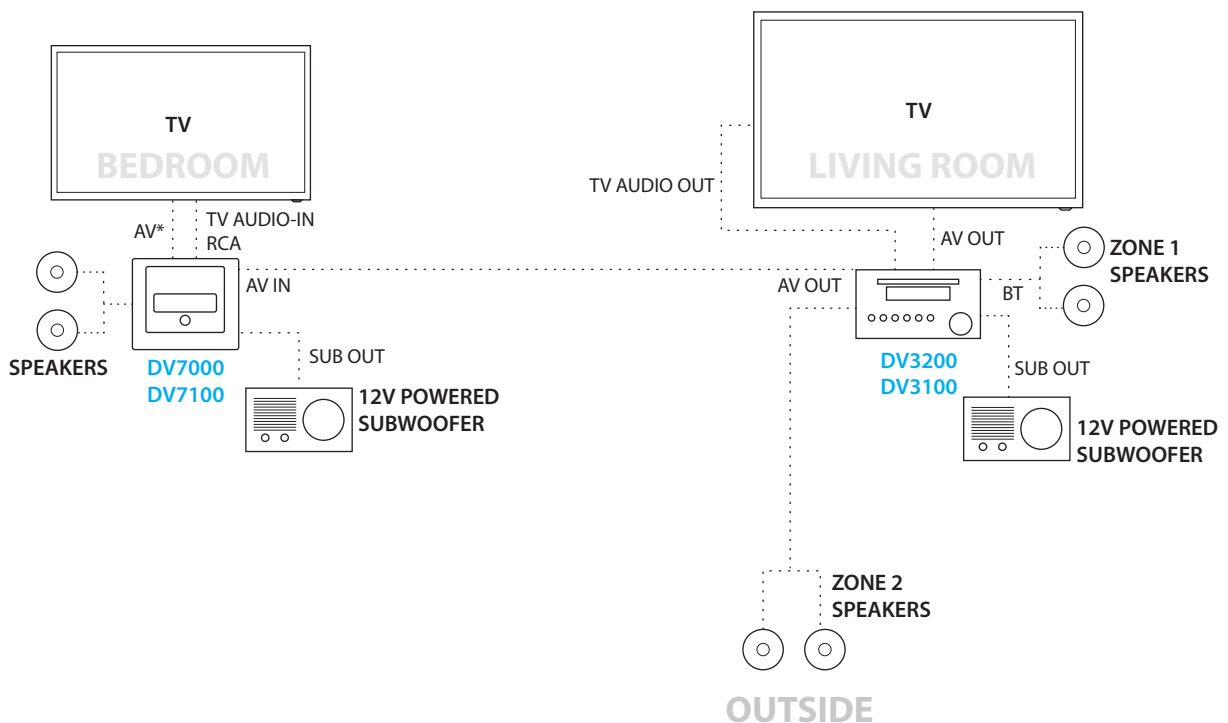 TV
BEDROOM
AV*
TV AUDIO-IN
RCA
AV IN
SPEAKERS
DV7000
DV7100
SUB OUT
12V POWERED
SUBWOOFER
TV
LIVING ROOM
TV AUDIO OUT
AV OUT
AV OUT
BT
ZONE 1
SPEAKERS
DV3200
DV3100
SUB OUT
12V POWERED
SUBWOOFER
ZONE 2
SPEAKERS
OUTSIDE